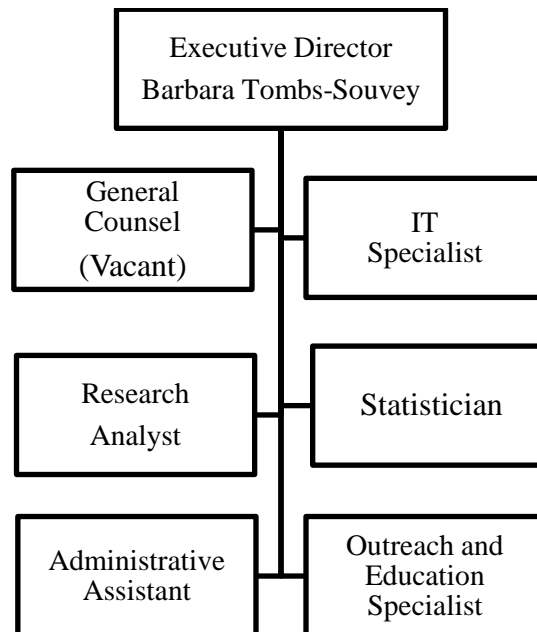 Executive Director
Barbara Tombs-Souvey
General
Counsel
(Vacant)
IT
Specialist
Research
Analyst
Statistician
Administrative
Assistant
Outreach and
Education
Specialist